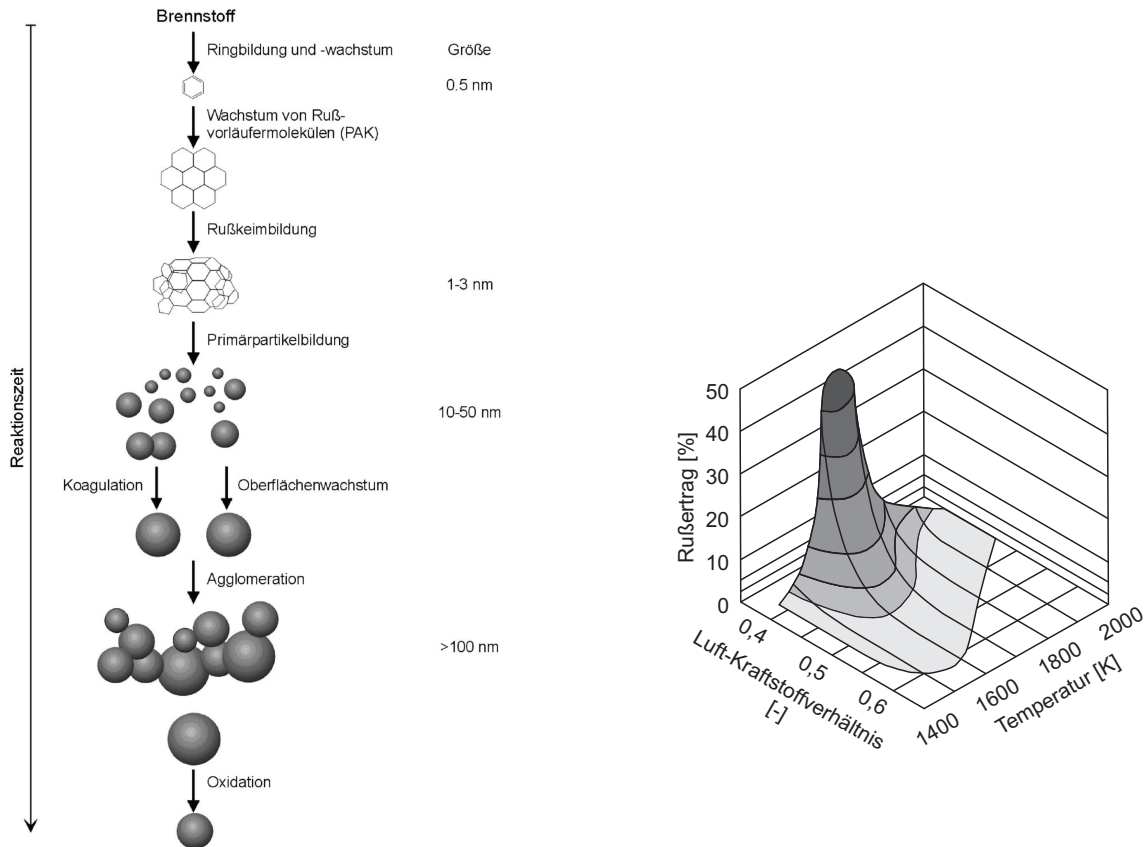 Brennstoff
Ringbildung und -wachstum
Größe
0.5 nm
Wachstum von Ruß-
vorläufermolekülen (PAK)
Rußkeimbildung
1-3 nm
Primärpartikelbildung
10-50 nm
Koagulation
Oberflächenwachstum
Agglomeration
>100 nm
Oxidation
Reaktionszeit
Rußertrag [%]
50
40
30
20
10
0
0,4
0,5
0,6
Luft-Kraftstoffverhältnis
[-]
1400
1600
1800
2000
Temperatur [K]